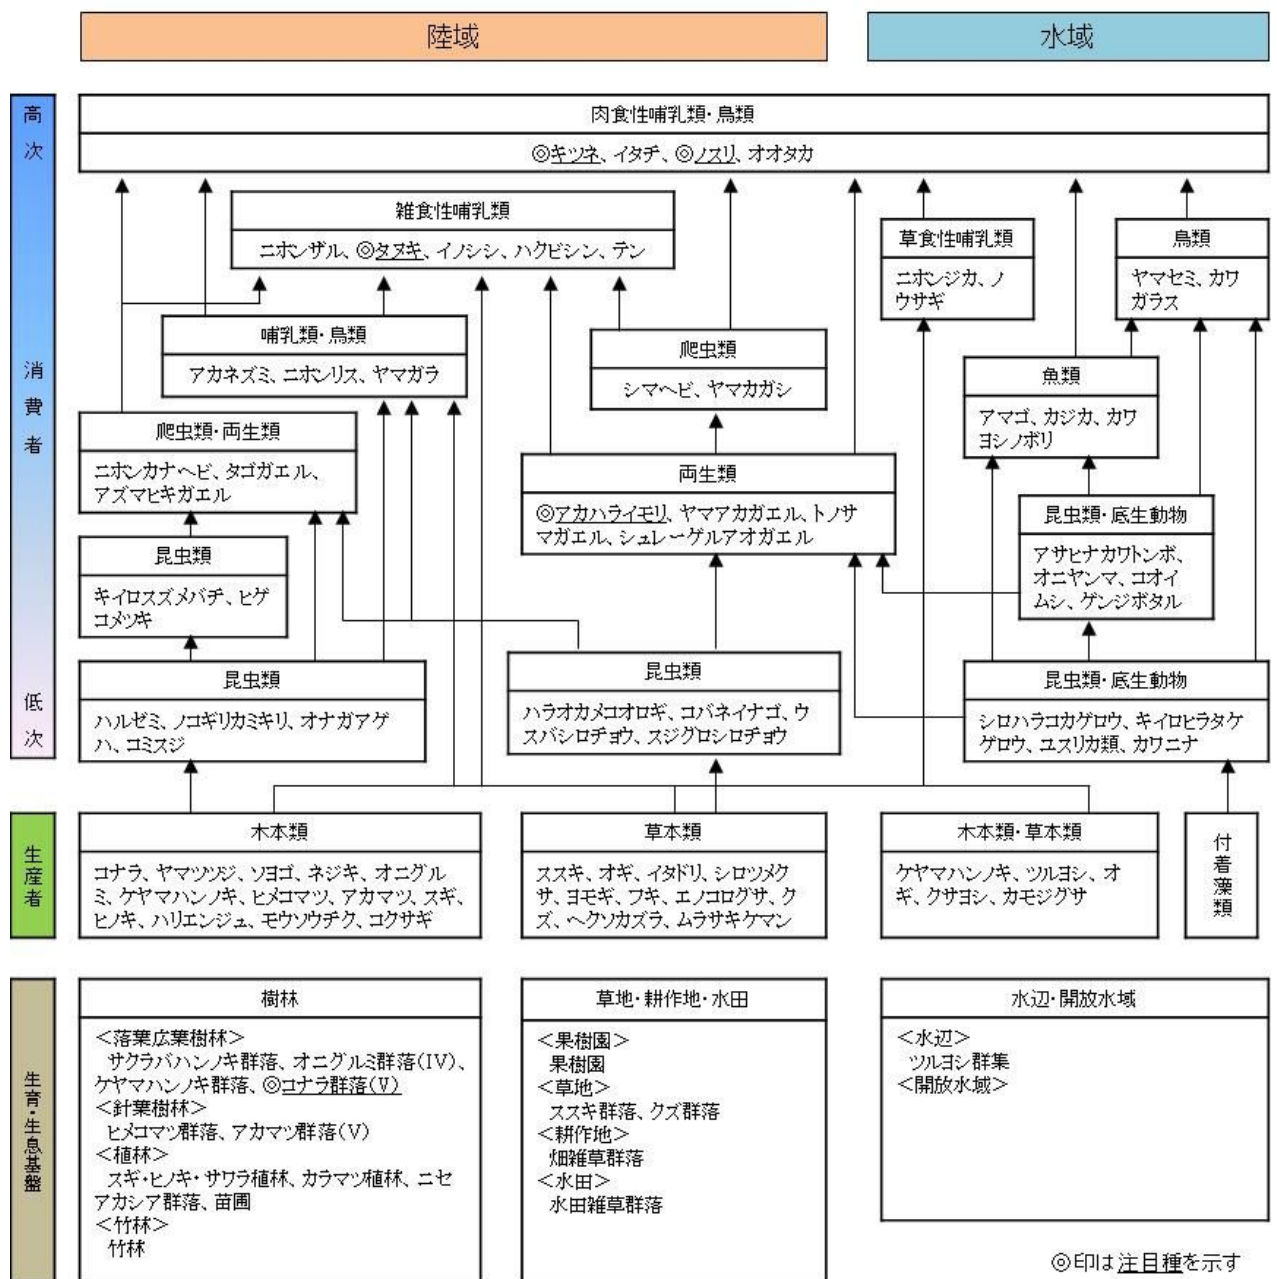 陸域
水域
高次
消費者
低次
肉食性哺乳類・鳥類
◎キツネ、イタチ、◎ノスリ、オオタカ
雑食性哺乳類
ニホンザル、◎タヌキ、イノシシ、ハクビシン、テン
草食性哺乳類
ニホンジカ、ノ
ウサギ
鳥類
ヤマセミ、カワ
ガラス
哺乳類・鳥類
アカネズミ、ニホンリス、ヤマガラ
爬虫類
シマヘビ、ヤマカガシ
魚類
アマゴ、カジカ、カワ
ヨシノボリ
爬虫類・両生類
ニホンカナヘビ、タゴガエル、
アズマヒキガエル
両生類
◎アカハライモリ、ヤマアカガエル、トノサ
マガエル、シュレーゲルアオガエル
昆虫類・底生動物
アサヒナカワトンボ、
オニヤンマ、コオイ
ムシ、ゲンジボタル
昆虫類
キイロスズメバチ、ヒゲ
コメツキ
昆虫類
ハルゼミ、ノコギリカミキリ、オナガアゲ
ハ、コミスジ
昆虫類
ハラオカメコオロギ、コバネイナゴ、ウ
スバシロチョウ、スジグロシロチョウ
昆虫類・底生動物
シロハラコカゲロウ、キイロヒラタケ
ゲロウ、ユスリカ類、カワニナ
生産者
木本類
コナラ、ヤマツツジ、ソヨゴ、ネジキ、オニグル
ミ、ケヤマハンノキ、ヒメコマツ、アカマツ、スギ、
ヒノキ、ハリエンジュ、モウソウチク、コクサギ
草本類
ススキ、オギ、イタドリ、シロツメク
サ、ヨモギ、フキ、エノコログサ、ク
ズ、ヘクソカズラ、ムラサキケマン
木本類・草本類
ケヤマハンノキ、ツルヨシ、オ
ギ、クサヨシ、カモジグサ
付着藻類
生育・生息基盤
樹林
＜落葉広葉樹林＞
サクラバハンノキ群落、オニグルミ群落(IV)、
ケヤマハンノキ群落、◎コナラ群落(V)
＜針葉樹林＞
ヒメコマツ群落、アカマツ群落(V)
＜植林＞
スギ・ヒノキ・サワラ植林、カラマツ植林、ニセ
アカシア群落、苗圃
＜竹林＞
竹林
草地・耕作地・水田
＜果樹園＞
果樹園
＜草地＞
ススキ群落、クズ群落
＜耕作地＞
畑雑草群落
＜水田＞
水田雑草群落
水辺・開放水域
＜水辺＞
ツルヨシ群集
＜開放水域＞
◎印は注目種を示す